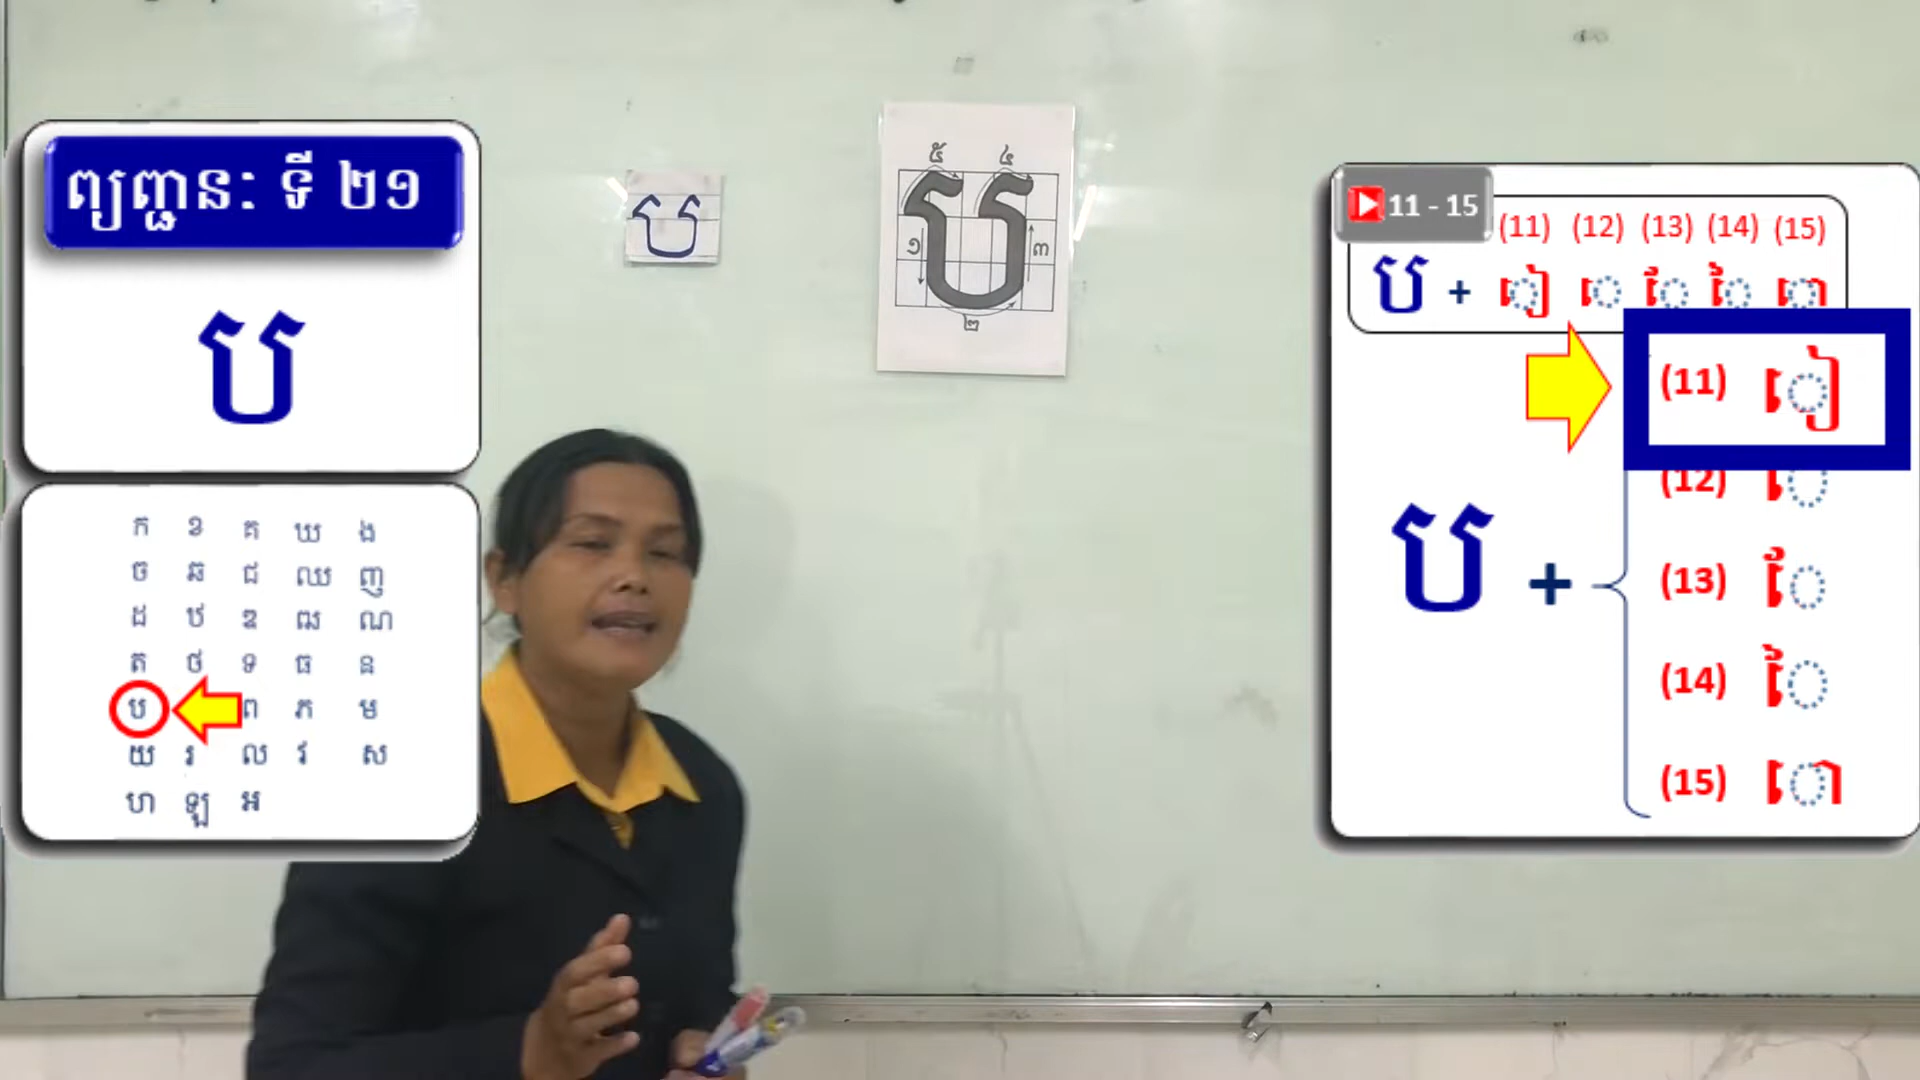 ព្យញ្ជនៈ ទី ២១
ប
ក ខ គ ឃ ង
ច ឆ ជ ឈ ញ
ដ ឋ ឌ ឍ ណ
ត ថ ទ ធ ន
ប ព ភ ម
យ រ ល វ ស
ហ ឡ អ
ប
៥ ៤
ប
១ ៣
២
11 - 15
(11) (12) (13) (14) (15)
ប + ៀ េ ែ ៃ ោ
(11) ៀ
(12) េ
ប + (13) ែ
(14) ៃ
(15) ោ